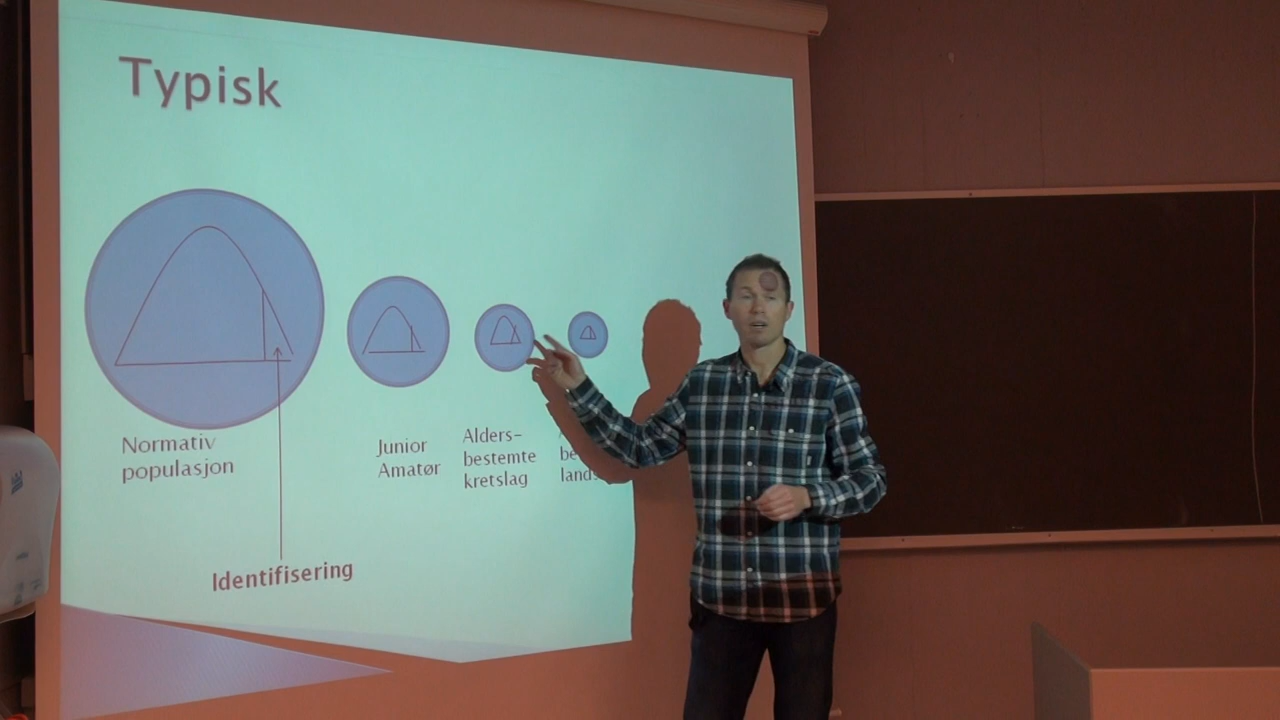 Typisk
Normativ
populasjon
Junior
Amatør
Alders-
bestemte
kretslag
Identifisering